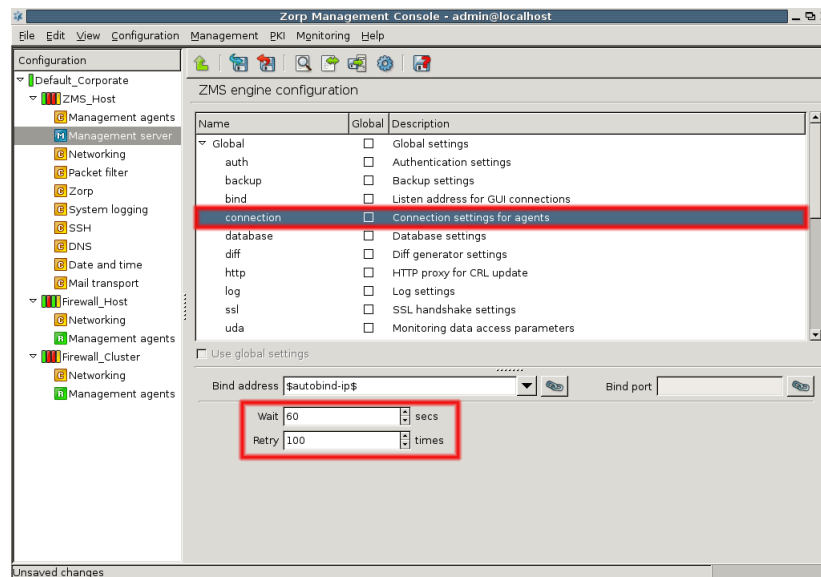 Zorp Management Console - admin@localhost
File Edit View Configuration Management PKI Monitoring Help
Configuration
Default_Corporate
ZMS_Host
Management agents
Management server
Networking
Packet filter
Zorp
System logging
SSH
DNS
Date and time
Mail transport
Firewall_Host
Networking
Management agents
Firewall_Cluster
Networking
Management agents
ZMS engine configuration
Name Global Description
Global Global settings
auth Authentication settings
backup Backup settings
bind Listen address for GUI connections
connection Connection settings for agents
database Database settings
diff Diff generator settings
http HTTP proxy for CRL update
log Log settings
ssl SSL handshake settings
uda Monitoring data access parameters
Use global settings
Bind address $autobind-ip$ Bind port
Wait 60 secs
Retry 100 times
Unsaved changes